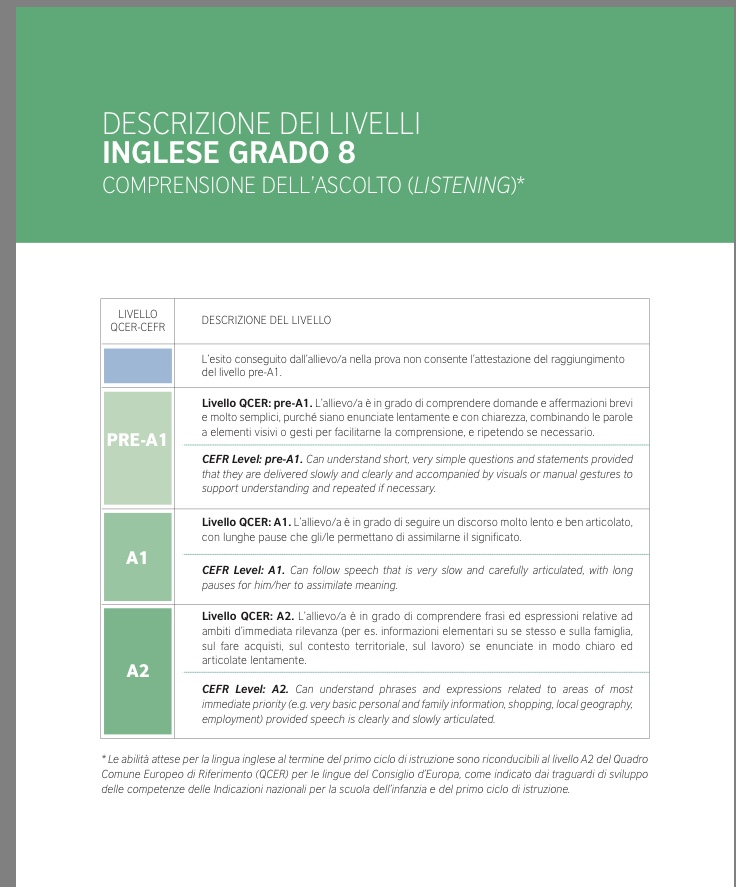 DESCRIZIONE DEI LIVELLI
INGLESE GRADO 8
COMPRENSIONE DELL'ASCOLTO (LISTENING)*
LIVELLO
QCER-CEFR
DESCRIZIONE DEL LIVELLO
L'esito conseguito dall'allievo/a nella prova non consente l'attestazione del raggiungimento
del livello pre-A1.
PRE-A1
Livello QCER: pre-A1. L'allievo/a è in grado di comprendere domande e affermazioni brevi
e molto semplici, purché siano enunciate lentamente e con chiarezza, combinando le parole
a elementi visivi o gesti per facilitarne la comprensione, e ripetendo se necessario.
CEFR Level: pre-A1. Can understand short, very simple questions and statements provided
that they are delivered slowly and clearly and accompanied by visuals or manual gestures to
support understanding and repeated if necessary.
A1
Livello QCER: A1. L'allievo/a è in grado di seguire un discorso molto lento e ben articolato,
con lunghe pause che gli/le permettano di assimilarne il significato.
CEFR Level: A1. Can follow speech that is very slow and carefully articulated, with long
pauses for him/her to assimilate meaning.
A2
Livello QCER: A2. L'allievo/a è in grado di comprendere frasi ed espressioni relative ad
ambiti d'immediata rilevanza (per es. informazioni elementari su se stesso e sulla famiglia,
sul fare acquisti, sul contesto territoriale, sul lavoro) se enunciate in modo chiaro ed
articolate lentamente.
CEFR Level: A2. Can understand phrases and expressions related to areas of most
immediate priority (e.g. very basic personal and family information, shopping, local geography,
employment) provided speech is clearly and slowly articulated.
* Le abilità attese per la lingua inglese al termine del primo ciclo di istruzione sono riconducibili al livello A2 del Quadro
Comune Europeo di Riferimento (QCER) per le lingue del Consiglio d'Europa, come indicato dai traguardi di sviluppo
delle competenze delle Indicazioni nazionali per la scuola dell'infanzia e del primo ciclo di istruzione.